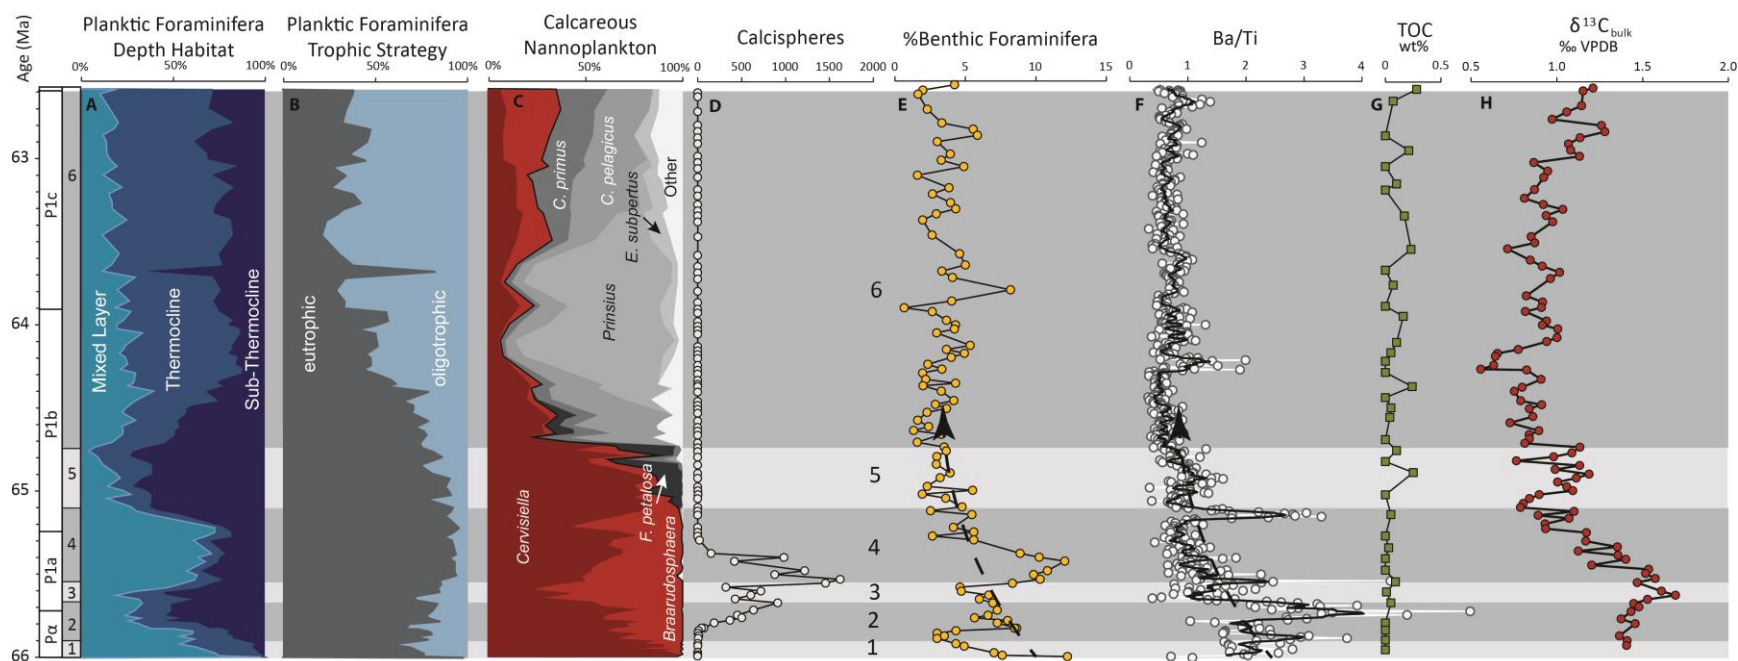 Age (Ma)
Planktic Foraminifera
Depth Habitat
0% 50% 100%
Planktic Foraminifera
Trophic Strategy
0% 50% 100%
Calcareous
Nannoplankton
0% 50% 100%
Calcispheres
0 500 1000 1500 2000
%Benthic Foraminifera
0 5 10 15
Ba/Ti
0 1 2 3 4
TOC
wt%
0 0.5
δ¹³C bulk
‰ VPDB
0.5 1.0 1.5 2.0
A B C D E F G H
63
64
65
66
P1c
P1b
P1a
Pα
6
5
4
3
2
1
Mixed Layer
Thermocline
Sub-Thermocline
eutrophic
oligotrophic
Cervisiella
C. primus
C. pelagicus
E. subpertus
Other
Prinsius
F. petalosa
Braarudosphaera
6
5
4
3
2
1